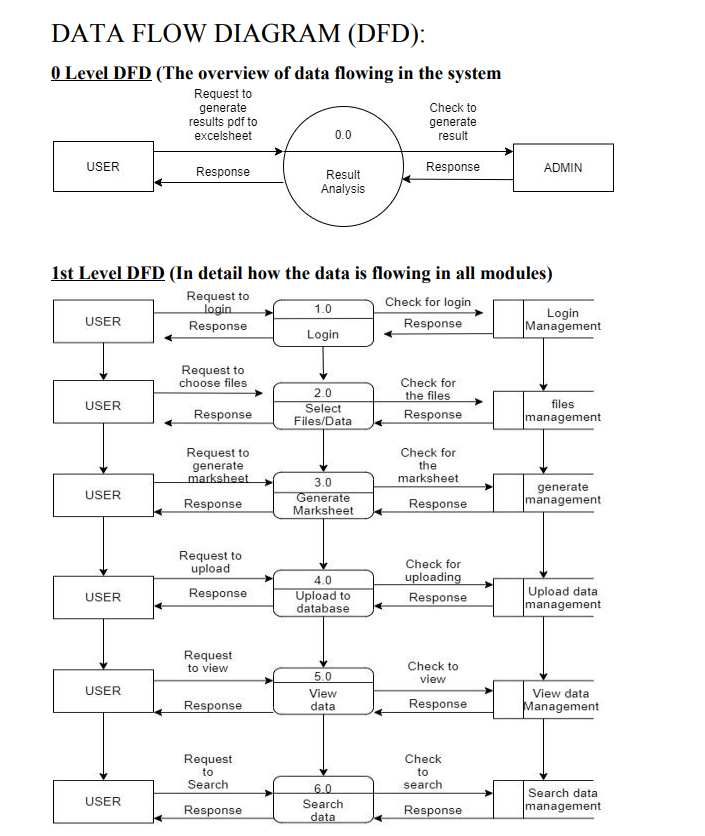 DATA FLOW DIAGRAM (DFD):
0 Level DFD (The overview of data flowing in the system
Request to
generate
results pdf to
excelsheet
Check to
generate
result
0.0
USER
Response
Result
Analysis
Response
ADMIN
1st Level DFD (In detail how the data is flowing in all modules)
Request to
login
Response
USER
1.0
Login
Check for login
Response
Login
Management
Request to
choose files
Response
USER
2.0
Select
Files/Data
Check for
the files
Response
files
management
Request to
generate
marksheet
Response
USER
3.0
Generate
Marksheet
Check for
the
marksheet
Response
generate
management
Request to
upload
Response
USER
4.0
Upload to
database
Check for
uploading
Response
Upload data
management
Request
to view
Response
USER
5.0
View
data
Check to
view
Response
View data
Management
Request
to
Search
Response
USER
6.0
Search
data
Check
to
search
Response
Search data
management